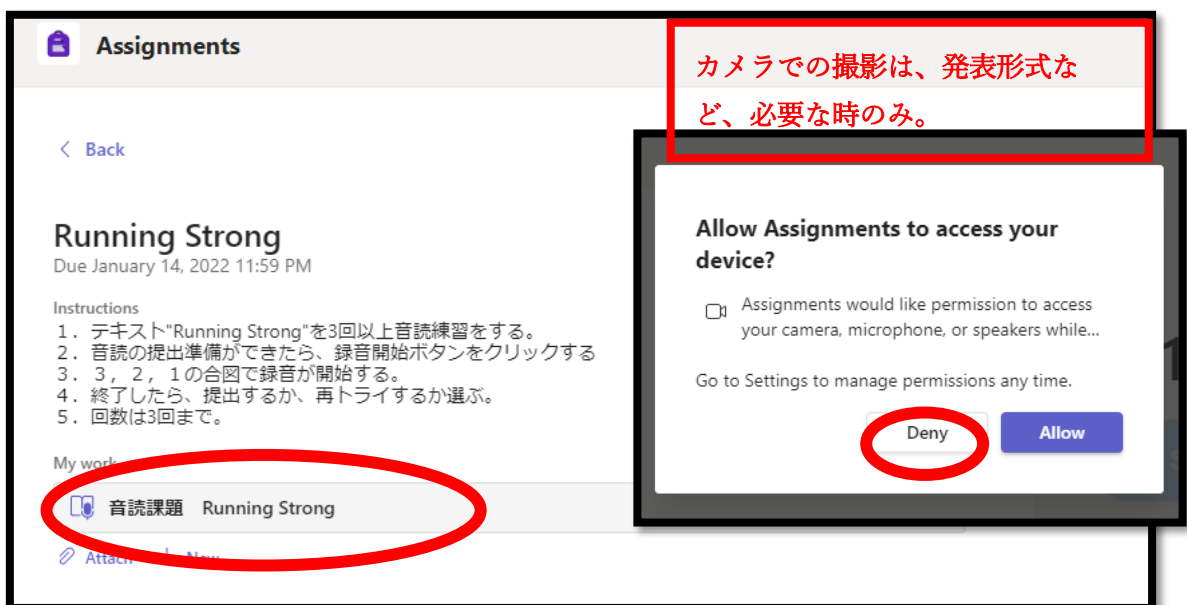 Assignments
カメラでの撮影は、発表形式な
ど、必要な時のみ。
Back
Running Strong
Due January 14, 2022 11:59 PM
Instructions
1. テキスト"Running Strong"を3回以上音読練習をする。
2. 音読の提出準備ができたら、録音開始ボタンをクリックする
3. 3, 2, 1の合図で録音が開始する。
4. 終了したら、提出するか、再トライするか選ぶ。
5. 回数は3回まで。
My work
音読課題 Running Strong
Attach New
Allow Assignments to access your
device?
Assignments would like permission to access
your camera, microphone, or speakers while...
Go to Settings to manage permissions any time.
Deny Allow